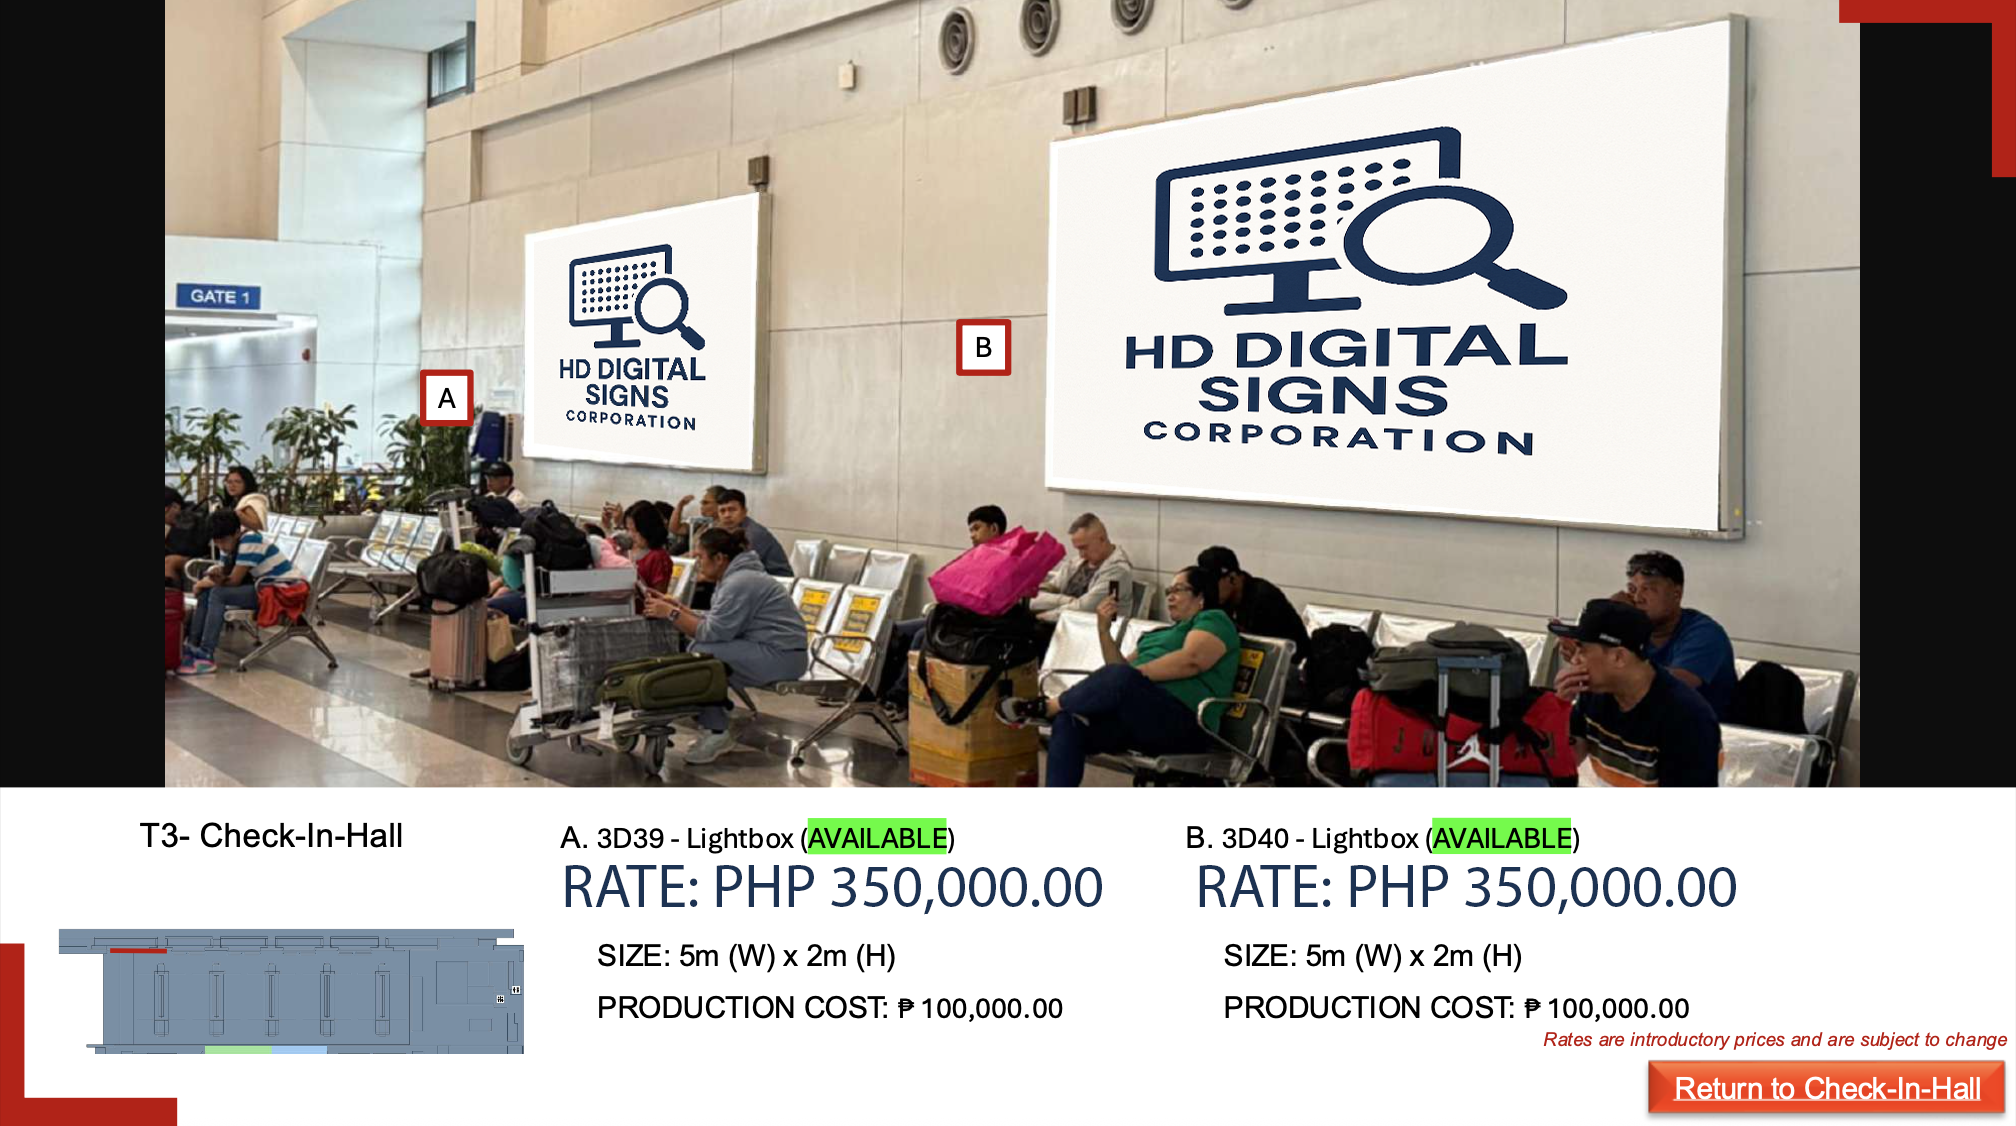 GATE 1
A
HD DIGITAL
SIGNS
CORPORATION
B
HD DIGITAL
SIGNS
CORPORATION
T3- Check-In-Hall
A. 3D39 - Lightbox (AVAILABLE)
RATE: PHP 350,000.00
SIZE: 5m (W) x 2m (H)
PRODUCTION COST: ₱ 100,000.00
B. 3D40 - Lightbox (AVAILABLE)
RATE: PHP 350,000.00
SIZE: 5m (W) x 2m (H)
PRODUCTION COST: ₱ 100,000.00
Rates are introductory prices and are subject to change
Return to Check-In-Hall